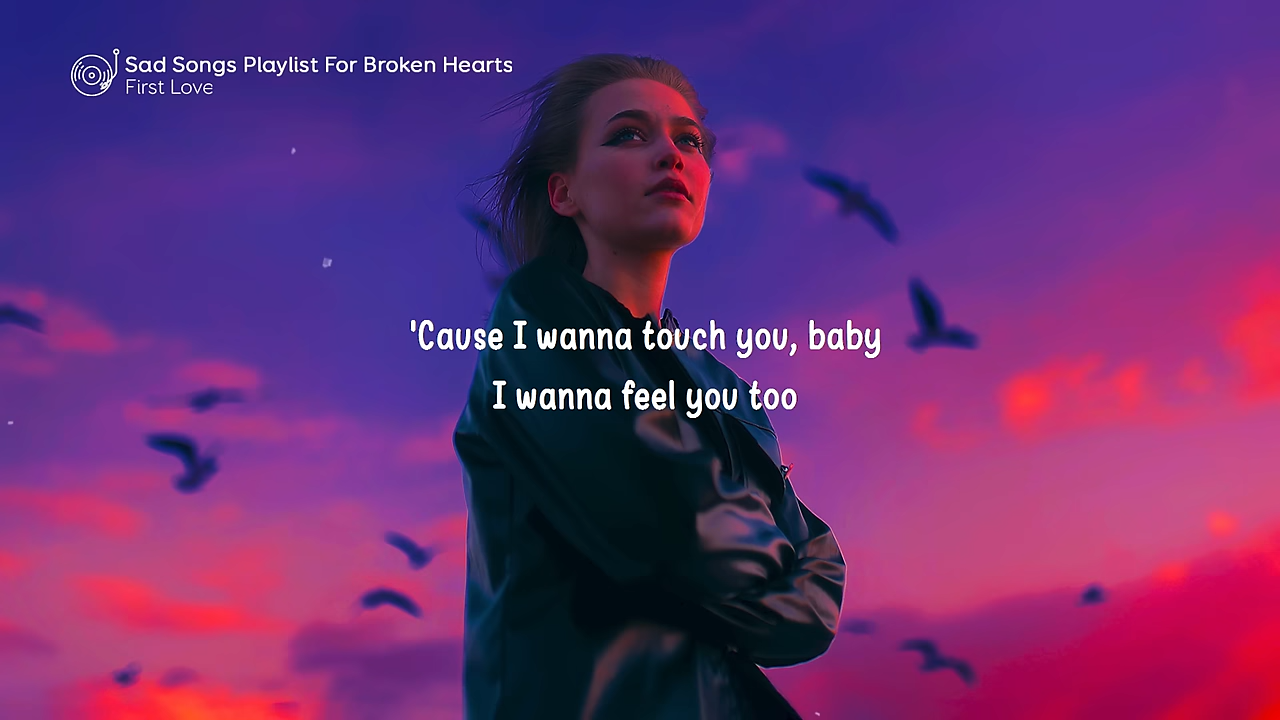 Sad Songs Playlist For Broken Hearts
First Love
'Cause I wanna touch you, baby
I wanna feel you too